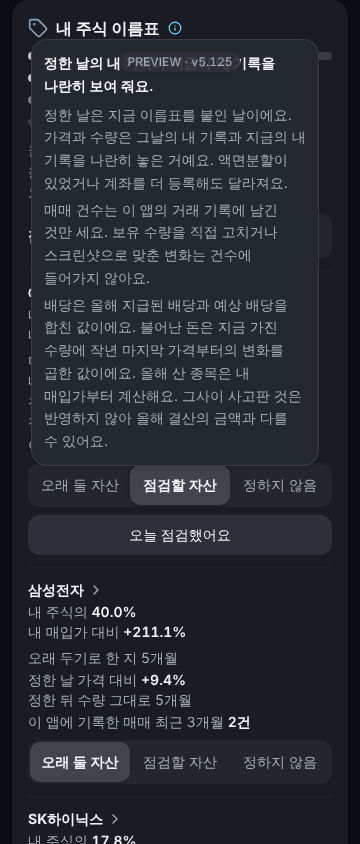 내 주식 이름표
정한 날의 내
PREVIEW · v5.125
기록을
나란히 보여 줘요.
정한 날은 지금 이름표를 붙인 날이에요.
가격과 수량은 그날의 내 기록과 지금의 내
기록을 나란히 놓은 거예요. 액면분할이
있었거나 계좌를 더 등록해도 달라져요.
매매 건수는 이 앱의 거래 기록에 남긴
것만 세요. 보유 수량을 직접 고치거나
스크린샷으로 맞춘 변화는 건수에
들어가지 않아요.
배당은 올해 지급된 배당과 예상 배당을
합친 값이에요. 불어난 돈은 지금 가진
수량에 작년 마지막 가격부터의 변화를
곱한 값이에요. 올해 산 종목은 내
매입가부터 계산해요. 그사이 사고판 것은
반영하지 않아 올해 결산의 금액과 다를
수 있어요.
오래 둘 자산 점검할 자산 정하지 않음
오늘 점검했어요
삼성전자
내 주식의 40.0%
내 매입가 대비 +211.1%
오래 두기로 한 지 5개월
정한 날 가격 대비 +9.4%
정한 뒤 수량 그대로 5개월
이 앱에 기록한 매매 최근 3개월 2건
오래 둘 자산 점검할 자산 정하지 않음
SK하이닉스
내 주식의 17.8%